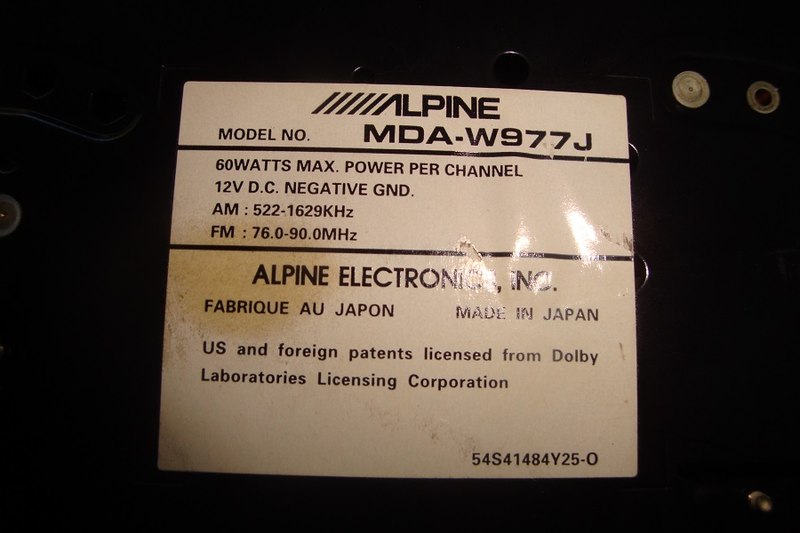 ALPINE
MODEL NO. MDA-W977J
60WATTS MAX. POWER PER CHANNEL
12V D.C. NEGATIVE GND.
AM : 522-1629KHz
FM : 76.0-90.0MHz
ALPINE ELECTRONICS, INC.
FABRIQUE AU JAPON MADE IN JAPAN
US and foreign patents licensed from Dolby
Laboratories Licensing Corporation
54S41484Y25-O